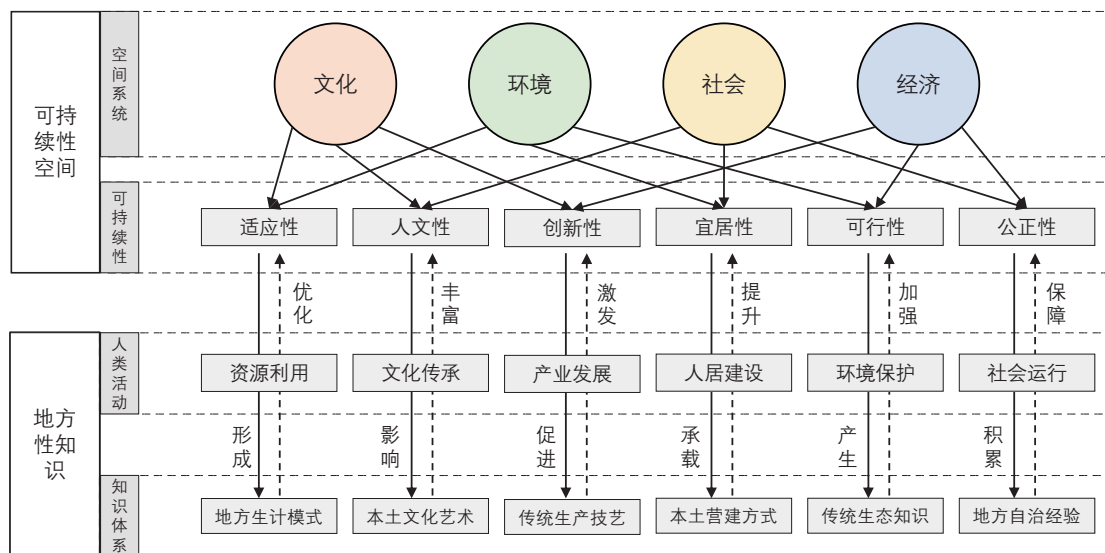 可持
续性
空间
空间系统
文化
环境
社会
经济
可持续性
适应性
人文性
创新性
宜居性
可行性
公正性
优化
丰富
激发
提升
加强
保障
地方
性知
识
人类活动
资源利用
文化传承
产业发展
人居建设
环境保护
社会运行
形成
影响
促进
承载
产生
积累
知识体系
地方生计模式
本土文化艺术
传统生产技艺
本土营建方式
传统生态知识
地方自治经验